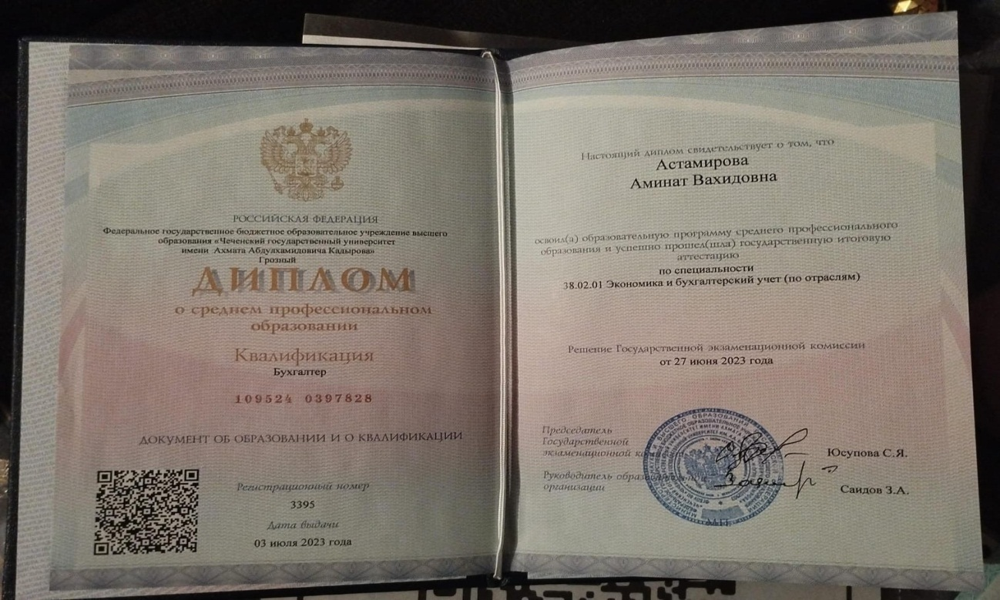 РОССИЙСКАЯ ФЕДЕРАЦИЯ
Федеральное государственное бюджетное образовательное учреждение высшего
образования «Чеченский государственный университет
имени Ахмата Абдулхамидовича Кадырова»
Грозный
ДИПЛОМ
о среднем профессиональном
образовании
Квалификация
Бухгалтер
109524 0397828
ДОКУМЕНТ ОБ ОБРАЗОВАНИИ И О КВАЛИФИКАЦИИ
Регистрационный номер
3395
Дата выдачи
03 июля 2023 года
Настоящий диплом свидетельствует о том, что
Астамирова
Аминат Вахидовна
освоил(а) образовательную программу среднего профессионального
образования и успешно прошел(шла) государственную итоговую
аттестацию
по специальности
38.02.01 Экономика и бухгалтерский учет (по отраслям)
Решение Государственной экзаменационной комиссии
от 27 июня 2023 года
Председатель
Государственной
экзаменационной
Юсупова С.Я.
Руководитель образовательной
организации
Саидов З.А.
М.П.